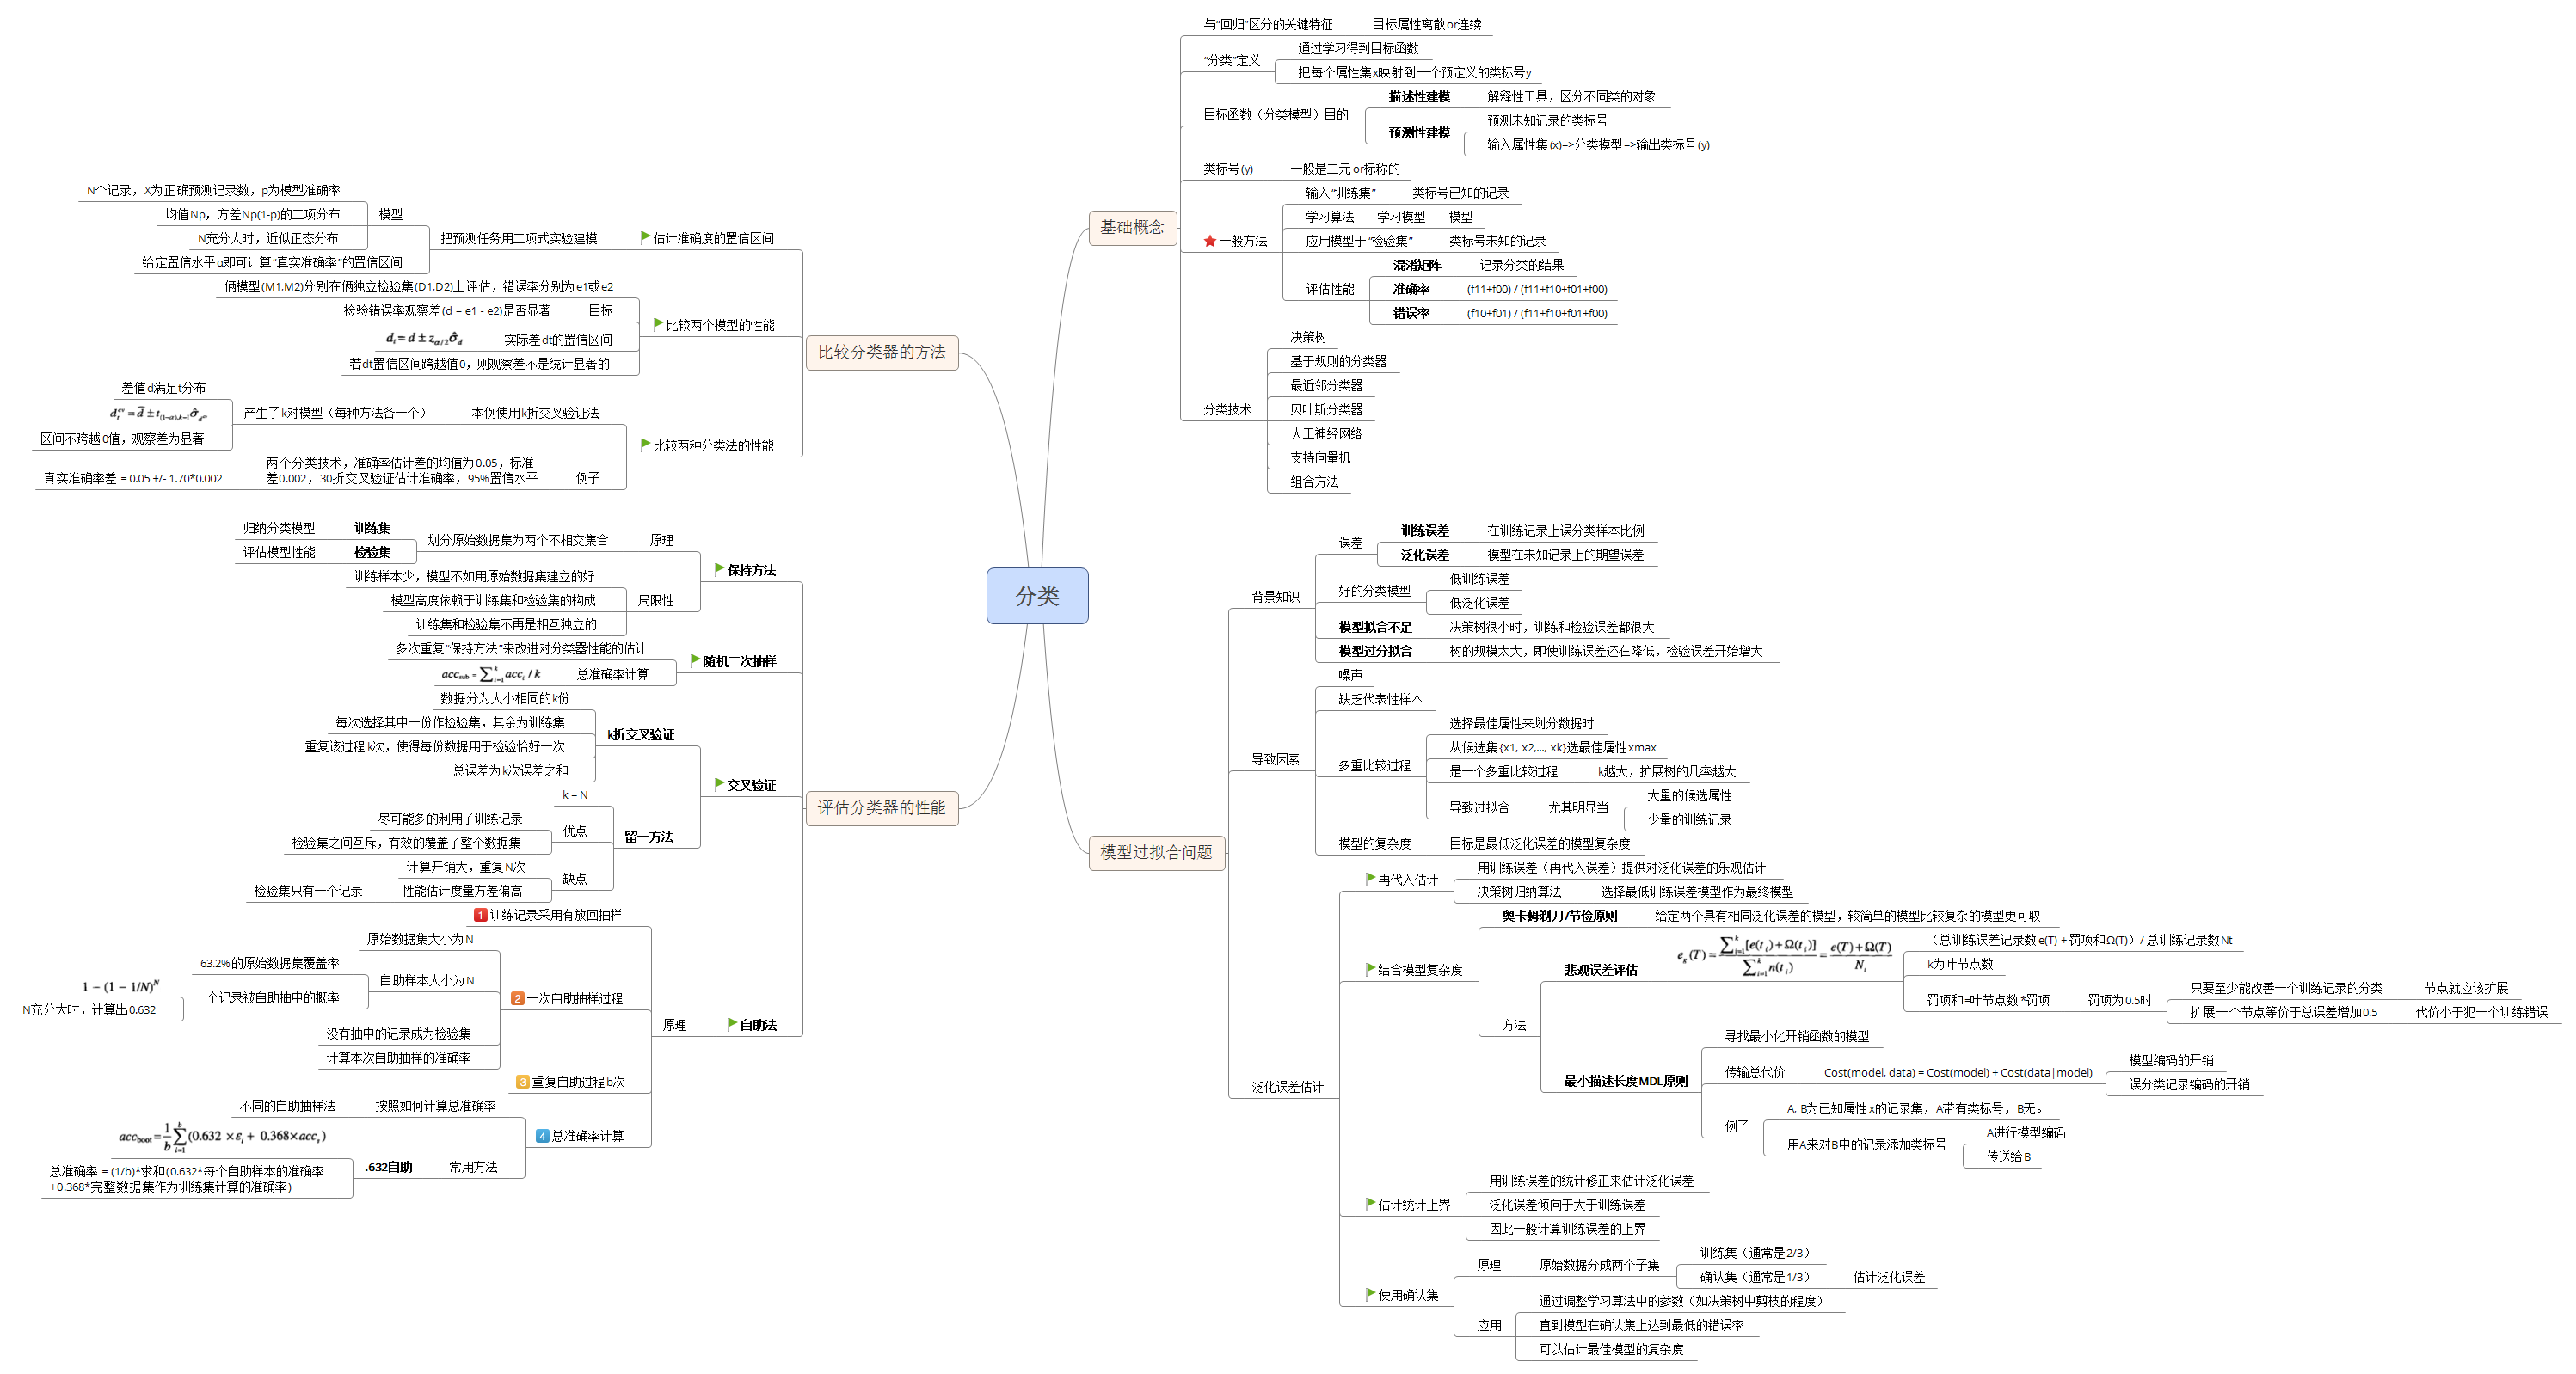 分类
基础概念
与“回归”区分的关键特征
目标属性离散or连续
“分类”定义
通过学习得到目标函数
把每个属性集x映射到一个预定义的类标号y
目标函数（分类模型）目的
描述性建模
解释性工具，区分不同类的对象
预测性建模
预测未知记录的类标号
输入属性集(x)=>分类模型=>输出类标号(y)
类标号(y)
一般是二元or标称的
一般方法
输入“训练集”
类标号已知的记录
学习算法——学习模型——模型
应用模型于“检验集”
类标号未知的记录
评估性能
混淆矩阵
记录分类的结果
准确率
(f11+f00) / (f11+f10+f01+f00)
错误率
(f10+f01) / (f11+f10+f01+f00)
分类技术
决策树
基于规则的分类器
最近邻分类器
贝叶斯分类器
人工神经网络
支持向量机
组合方法
模型过拟合问题
背景知识
误差
训练误差
在训练记录上误分类样本比例
泛化误差
模型在未知记录上的期望误差
好的分类模型
低训练误差
低泛化误差
模型拟合不足
决策树很小时，训练和检验误差都很大
模型过分拟合
树的规模太大，即使训练误差还在降低，检验误差开始增大
导致因素
噪声
缺乏代表性样本
多重比较过程
选择最佳属性来划分数据时
从候选集{x1, x2,..., xk}选最佳属性xmax
是一个多重比较过程
k越大，扩展树的几率越大
导致过拟合
尤其明显当
大量的候选属性
少量的训练记录
模型的复杂度
目标是最低泛化误差的模型复杂度
泛化误差估计
再代入估计
用训练误差（再代入误差）提供对泛化误差的乐观估计
决策树归纳算法
选择最低训练误差模型作为最终模型
结合模型复杂度
奥卡姆剃刀/节俭原则
给定两个具有相同泛化误差的模型，较简单的模型比较复杂的模型更可取
方法
悲观误差评估
e_g(T) = ∑_{i=1}^{k}[e(t_i)+Ω(t_i)] / ∑_{i=1}^{k} n(t_i) = (e(T)+Ω(T)) / N_t
（总训练误差记录数e(T) + 罚项和Ω(T)）/ 总训练记录数Nt
k为叶节点数
罚项和=叶节点数*罚项
罚项为0.5时
只要至少能改善一个训练记录的分类
节点就应该扩展
扩展一个节点等价于总误差增加0.5
代价小于犯一个训练错误
最小描述长度MDL原则
寻找最小化开销函数的模型
传输总代价
Cost(model, data) = Cost(model) + Cost(data|model)
模型编码的开销
误分类记录编码的开销
例子
A, B为已知属性x的记录集，A带有类标号，B无。
用A来对B中的记录添加类标号
A进行模型编码
传送给B
估计统计上界
用训练误差的统计修正来估计泛化误差
泛化误差倾向于大于训练误差
因此一般计算训练误差的上界
使用确认集
原理
原始数据分成两个子集
训练集（通常是2/3）
确认集（通常是1/3）
估计泛化误差
应用
通过调整学习算法中的参数（如决策树中剪枝的程度）
直到模型在确认集上达到最低的错误率
可以估计最佳模型的复杂度
比较分类器的方法
估计准确度的置信区间
把预测任务用二项式实验建模
模型
N个记录，X为正确预测记录数，p为模型准确率
均值Np，方差Np(1-p)的二项分布
N充分大时，近似正态分布
给定置信水平α即可计算“真实准确率”的置信区间
比较两个模型的性能
俩模型(M1,M2)分别在俩独立检验集(D1,D2)上评估，错误率分别为e1或e2
目标
检验错误率观察差(d = e1 - e2)是否显著
实际差dt的置信区间
d_t = d ± z_{α/2} σ̂_d
若dt置信区间跨越值0，则观察差不是统计显著的
比较两种分类法的性能
本例使用k折交叉验证法
产生了k对模型（每种方法各一个）
差值d满足t分布
d_t^{cv} = d̄ ± t_{(1-α),k-1} σ̂_{d^{cv}}
区间不跨越0值，观察差为显著
例子
两个分类技术，准确率估计差的均值为0.05，标准
差0.002，30折交叉验证估计准确率，95%置信水平
真实准确率差 = 0.05 +/- 1.70*0.002
评估分类器的性能
保持方法
原理
划分原始数据集为两个不相交集合
训练集
归纳分类模型
检验集
评估模型性能
局限性
训练样本少，模型不如用原始数据集建立的好
模型高度依赖于训练集和检验集的构成
训练集和检验集不再是相互独立的
随机二次抽样
多次重复“保持方法”来改进对分类器性能的估计
总准确率计算
acc_sub = ∑_{i=1}^{k} acc_i / k
交叉验证
k折交叉验证
数据分为大小相同的k份
每次选择其中一份作检验集，其余为训练集
重复该过程k次，使得每份数据用于检验恰好一次
总误差为k次误差之和
留一方法
k = N
优点
尽可能多的利用了训练记录
检验集之间互斥，有效的覆盖了整个数据集
缺点
计算开销大，重复N次
性能估计度量方差偏高
检验集只有一个记录
自助法
原理
1 训练记录采用有放回抽样
2 一次自助抽样过程
原始数据集大小为N
自助样本大小为N
63.2%的原始数据集覆盖率
一个记录被自助抽中的概率
1 − (1 − 1/N)^N
N充分大时，计算出0.632
没有抽中的记录成为检验集
计算本次自助抽样的准确率
3 重复自助过程b次
4 总准确率计算
按照如何计算总准确率
不同的自助抽样法
常用方法
.632自助
acc_boot = 1/b ∑_{i=1}^{b} (0.632 × ε_i + 0.368 × acc_s)
总准确率 = (1/b)*求和(0.632*每个自助样本的准确率
+0.368*完整数据集作为训练集计算的准确率)